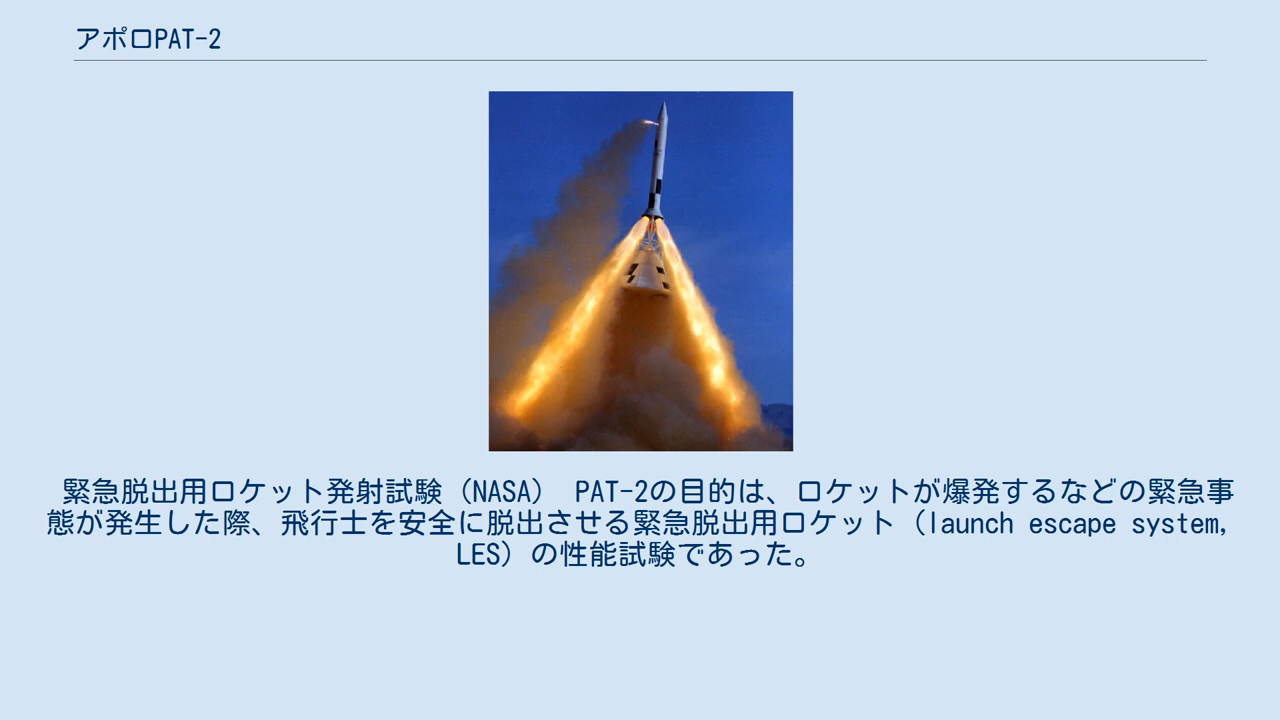 アポロPAT-2
緊急脱出用ロケット発射試験（NASA） PAT-2の目的は、ロケットが爆発するなどの緊急事
態が発生した際、飛行士を安全に脱出させる緊急脱出用ロケット（launch escape system,
LES）の性能試験であった。